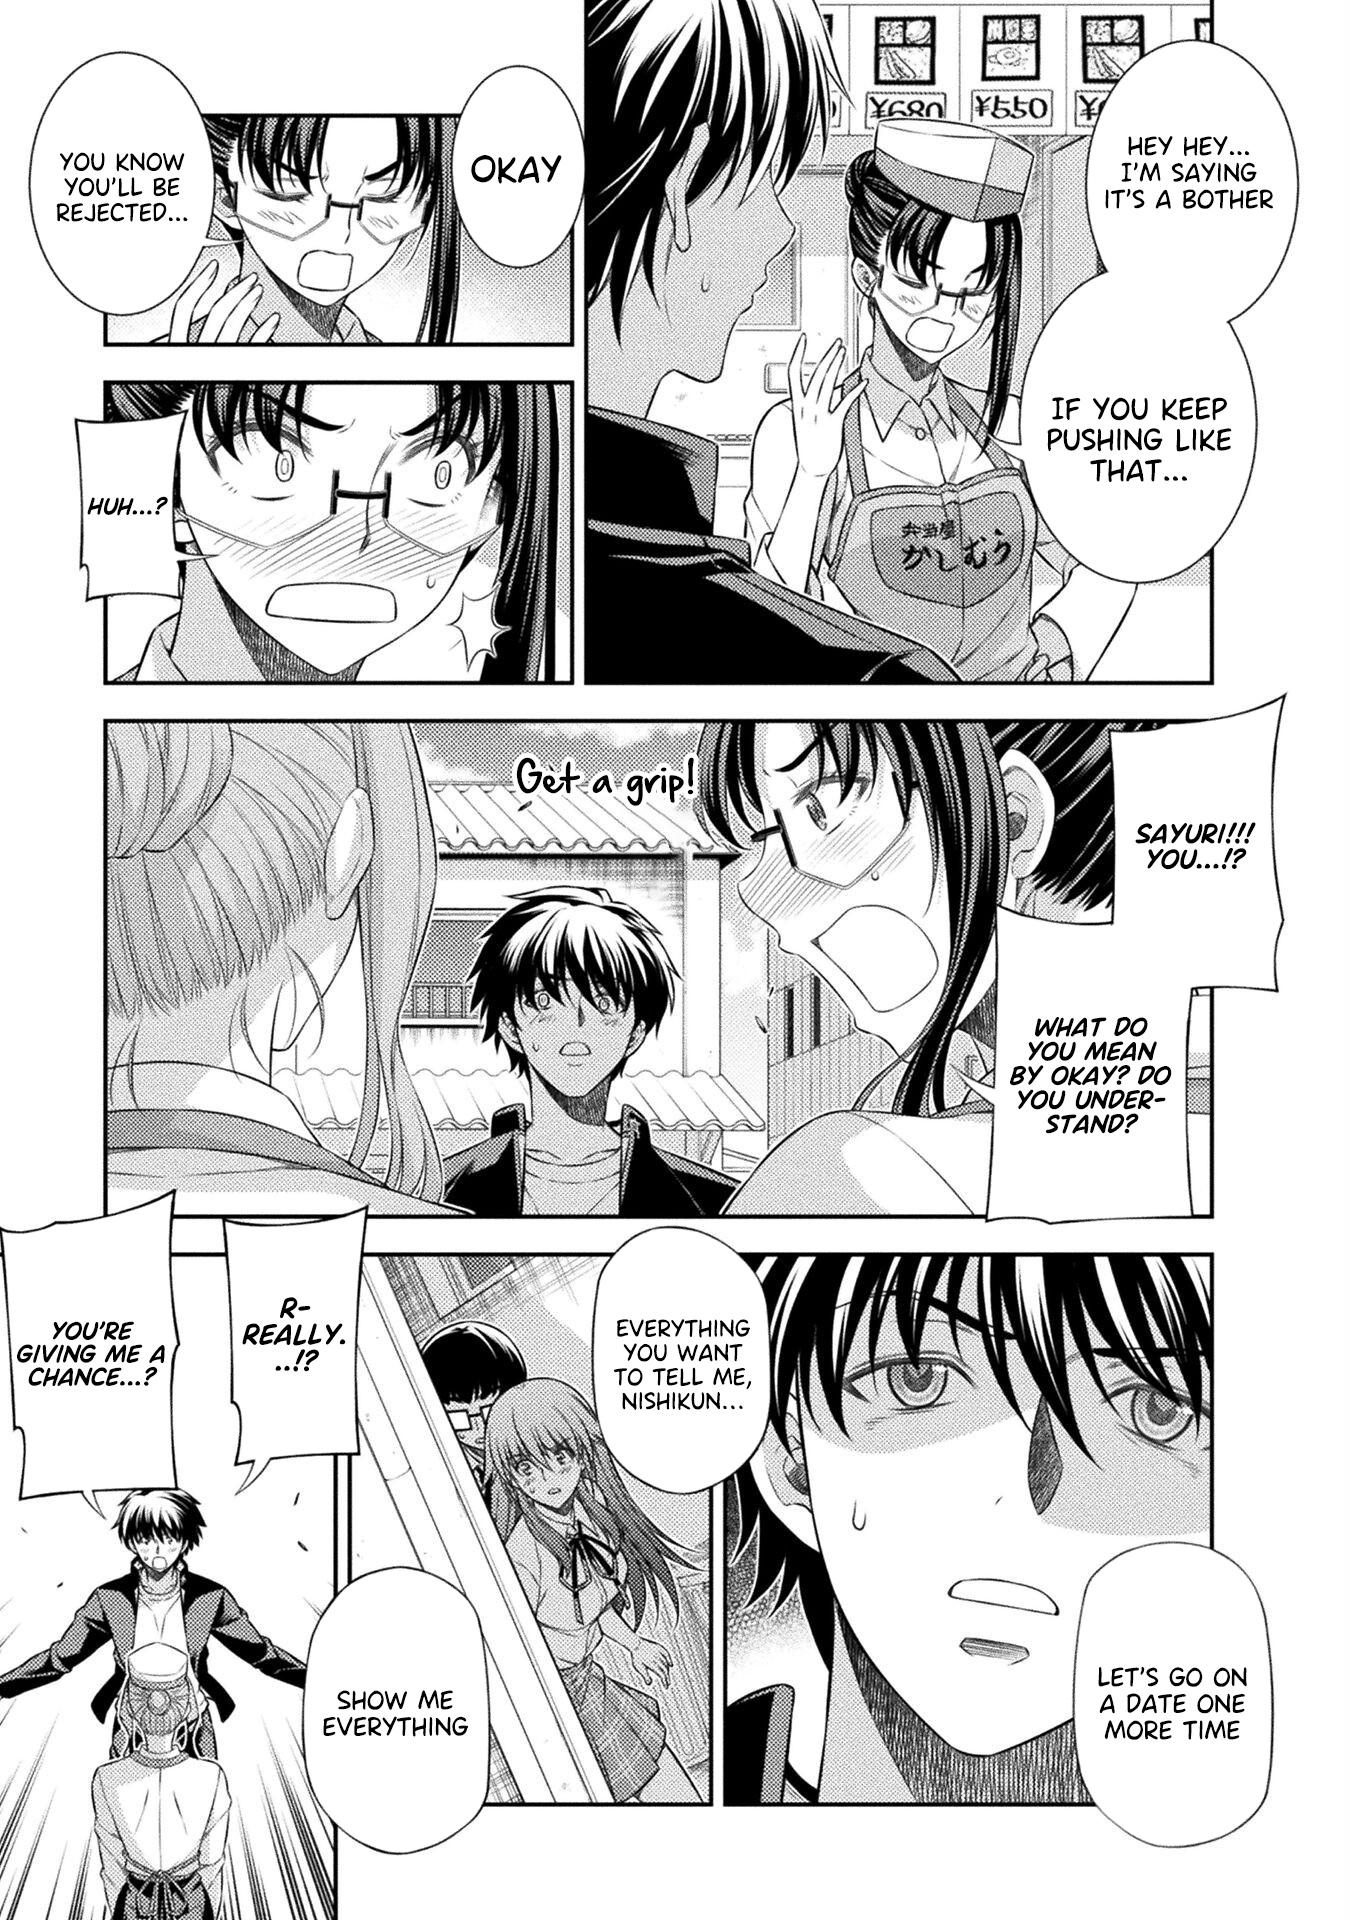 HEY HEY...
I'M SAYING
IT'S A BOTHER
¥680
¥550
IF YOU KEEP
PUSHING LIKE
THAT...
弁当屋
かしむら
OKAY
YOU KNOW
YOU'LL BE
REJECTED...
HUH...?
SAYURI!!!
YOU...!?
Get a grip!
WHAT DO
YOU MEAN
BY OKAY? DO
YOU UNDER-
STAND?
LET'S GO ON
A DATE ONE
MORE TIME
EVERYTHING
YOU WANT
TO TELL ME,
NISHIKUN...
SHOW ME
EVERYTHING
R-
REALLY.
..!?
YOU'RE
GIVING ME A
CHANCE...?